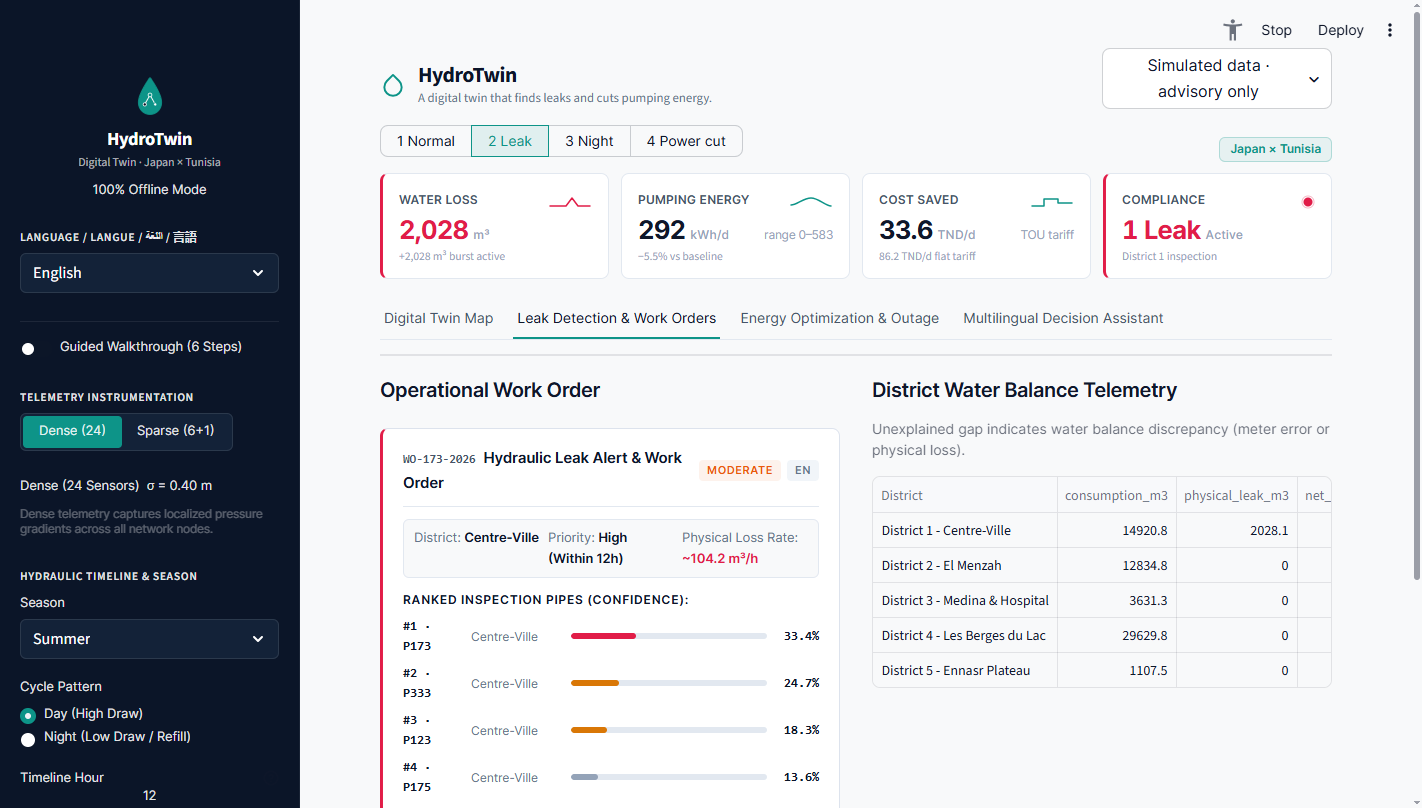 HydroTwin
Digital Twin · Japan × Tunisia
100% Offline Mode
LANGUAGE / LANGUE / / 言語
English
Guided Walkthrough (6 Steps)
TELEMETRY INSTRUMENTATION
Dense (24)
Sparse (6+1)
Dense (24 Sensors) σ = 0.40 m
Dense telemetry captures localized pressure
gradients across all network nodes.
HYDRAULIC TIMELINE & SEASON
Season
Summer
Cycle Pattern
Day (High Draw)
Night (Low Draw / Refill)
Timeline Hour
12
Stop
Deploy
HydroTwin
A digital twin that finds leaks and cuts pumping energy.
Simulated data ·
advisory only
1 Normal
2 Leak
3 Night
4 Power cut
Japan × Tunisia
WATER LOSS
2,028 m³
+2,028 m³ burst active
PUMPING ENERGY
292 kWh/d
range 0–583
−5.5% vs baseline
COST SAVED
33.6 TND/d
TOU tariff
86.2 TND/d flat tariff
COMPLIANCE
1 Leak Active
District 1 inspection
Digital Twin Map
Leak Detection & Work Orders
Energy Optimization & Outage
Multilingual Decision Assistant
Operational Work Order
WO-173-2026 Hydraulic Leak Alert & Work
Order
MODERATE
EN
District: Centre-Ville
Priority: High
(Within 12h)
Physical Loss Rate:
~104.2 m³/h
RANKED INSPECTION PIPES (CONFIDENCE):
#1 ·
P173
Centre-Ville
33.4%
#2 ·
P333
Centre-Ville
24.7%
#3 ·
P123
Centre-Ville
18.3%
#4 ·
P175
Centre-Ville
13.6%
District Water Balance Telemetry
Unexplained gap indicates water balance discrepancy (meter error or
physical loss).
District consumption_m3 physical_leak_m3 net_
District 1 - Centre-Ville 14920.8 2028.1
District 2 - El Menzah 12834.8 0
District 3 - Medina & Hospital 3631.3 0
District 4 - Les Berges du Lac 29629.8 0
District 5 - Ennasr Plateau 1107.5 0